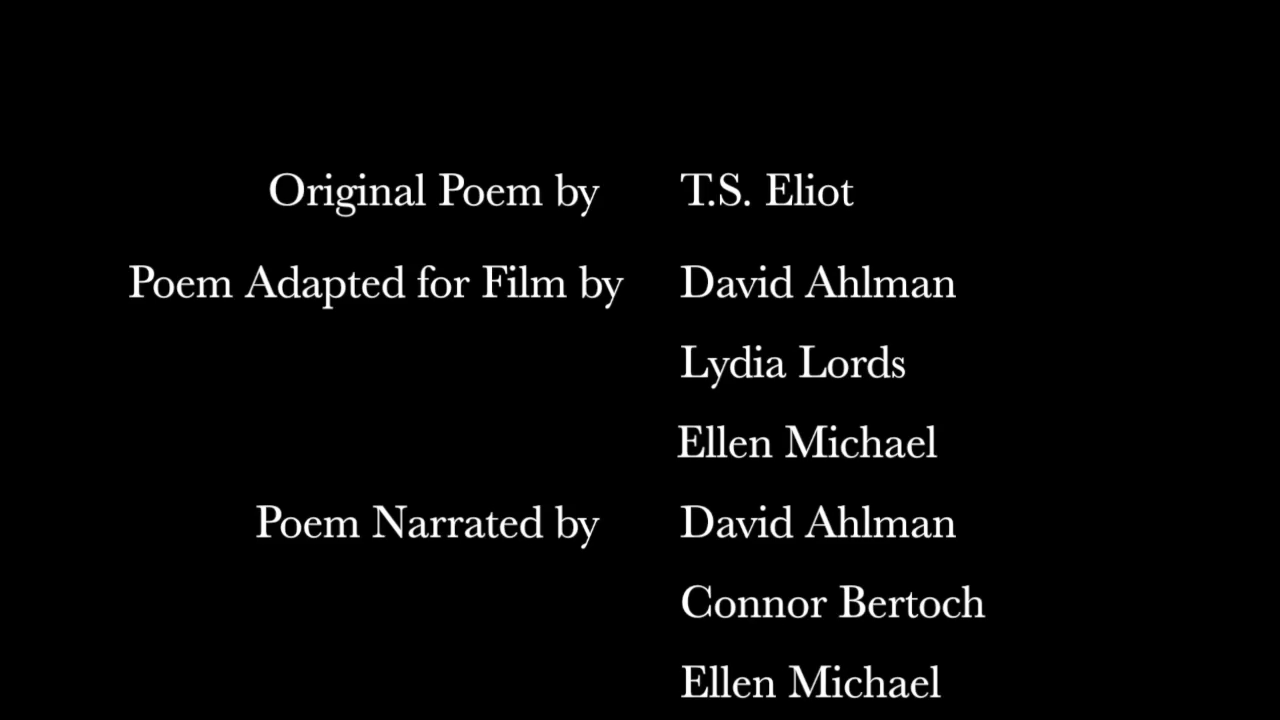 Original Poem by T.S. Eliot
Poem Adapted for Film by David Ahlman
Lydia Lords
Ellen Michael
Poem Narrated by David Ahlman
Connor Bertoch
Ellen Michael